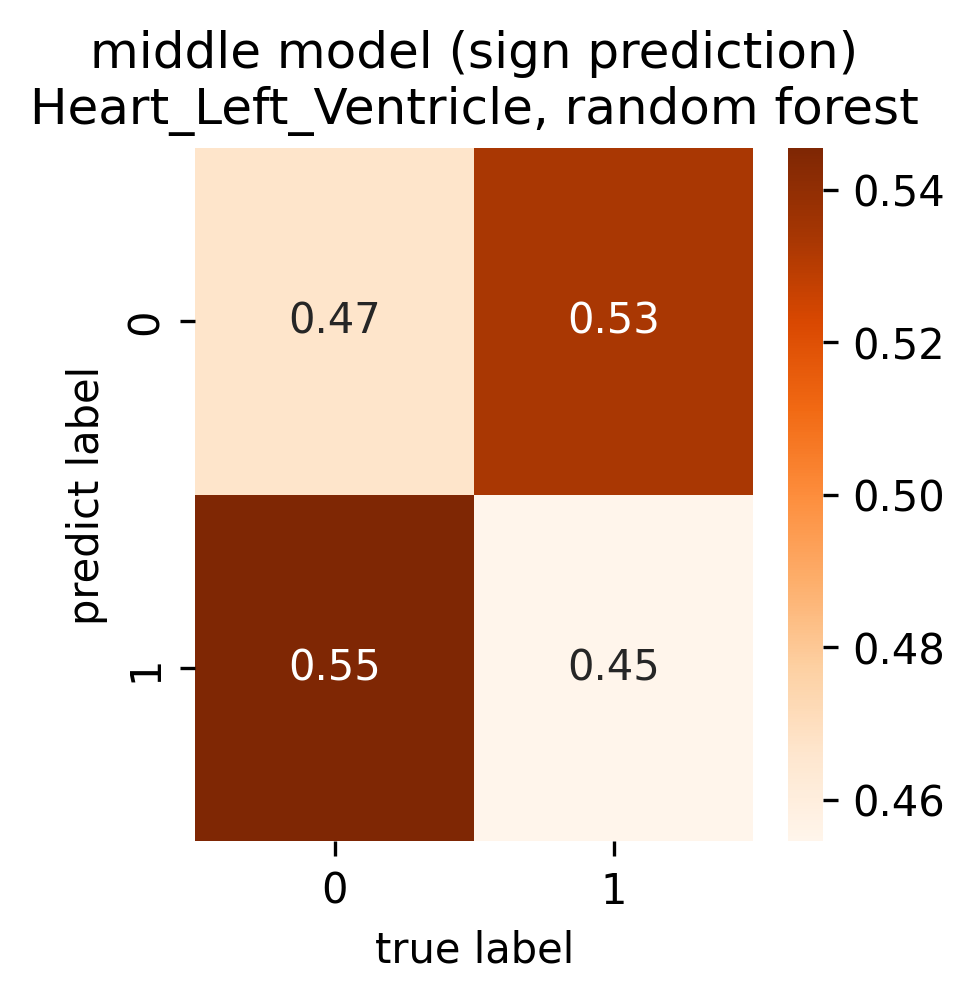 middle model (sign prediction)
Heart_Left_Ventricle, random forest
0.47 0.53
0.55 0.45
0
1
predict label
0 1
true label
0.54
0.52
0.50
0.48
0.46